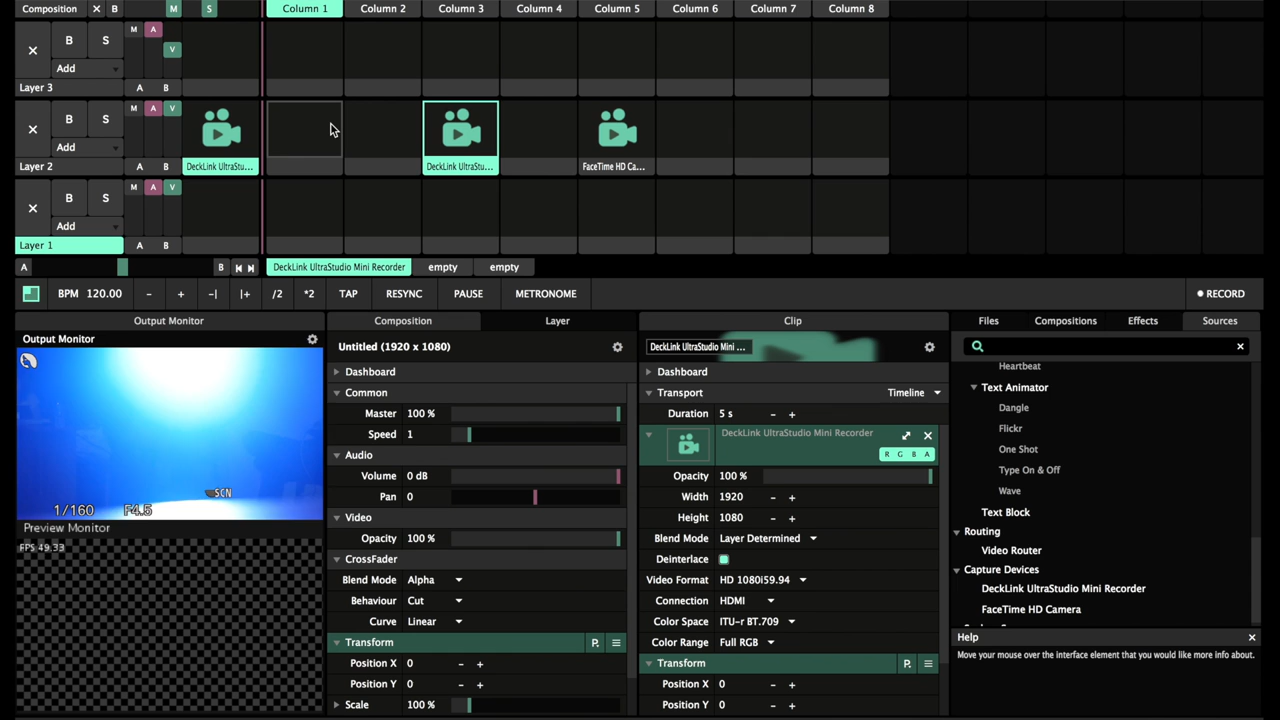 Composition × B M S Column 1 Column 2 Column 3 Column 4 Column 5 Column 6 Column 7 Column 8
× B S M A V
Add
Layer 3 A B
× B S M A V
Add
Layer 2 A B DeckLink UltraStu... DeckLink UltraStu... FaceTime HD Ca...
× B S M A V
Add
Layer 1 A B
A B DeckLink UltraStudio Mini Recorder empty empty
BPM 120.00 - + -| |+ /2 *2 TAP RESYNC PAUSE METRONOME RECORD
Output Monitor
Output Monitor
1/160 F4.5 SCN
Preview Monitor
FPS 49.33
Composition Layer
Untitled (1920 x 1080)
Dashboard
Common
Master 100 %
Speed 1
Audio
Volume 0 dB
Pan 0
Video
Opacity 100 %
CrossFader
Blend Mode Alpha
Behaviour Cut
Curve Linear
Transform P.
Position X 0 - +
Position Y 0 - +
Scale 100 %
Clip
DeckLink UltraStudio Mini ...
Dashboard
Transport Timeline
Duration 5 s - +
DeckLink UltraStudio Mini Recorder
R G B A
Opacity 100 %
Width 1920 - +
Height 1080 - +
Blend Mode Layer Determined
Deinterlace
Video Format HD 1080i59.94
Connection HDMI
Color Space ITU-r BT.709
Color Range Full RGB
Transform P.
Position X 0 - +
Position Y 0 - +
Files Compositions Effects Sources
Heartbeat
Text Animator
Dangle
Flickr
One Shot
Type On & Off
Wave
Text Block
Routing
Video Router
Capture Devices
DeckLink UltraStudio Mini Recorder
FaceTime HD Camera
Help
Move your mouse over the interface element that you would like more info about.